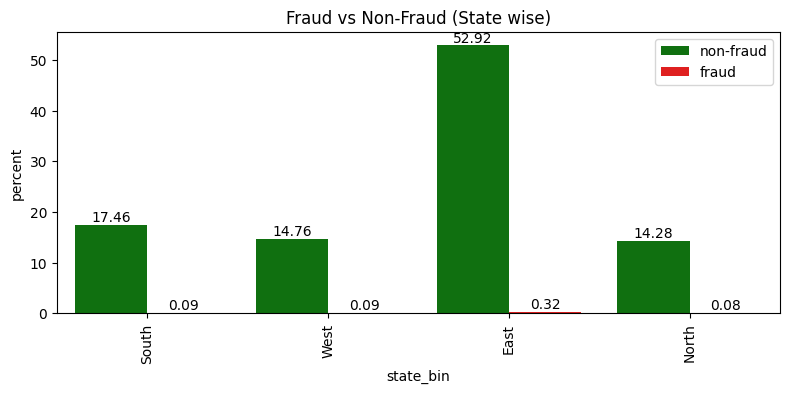 Fraud vs Non-Fraud (State wise)
non-fraud
fraud
percent
50
40
30
20
10
0
17.46
0.09
14.76
0.09
52.92
0.32
14.28
0.08
South
West
East
North
state_bin